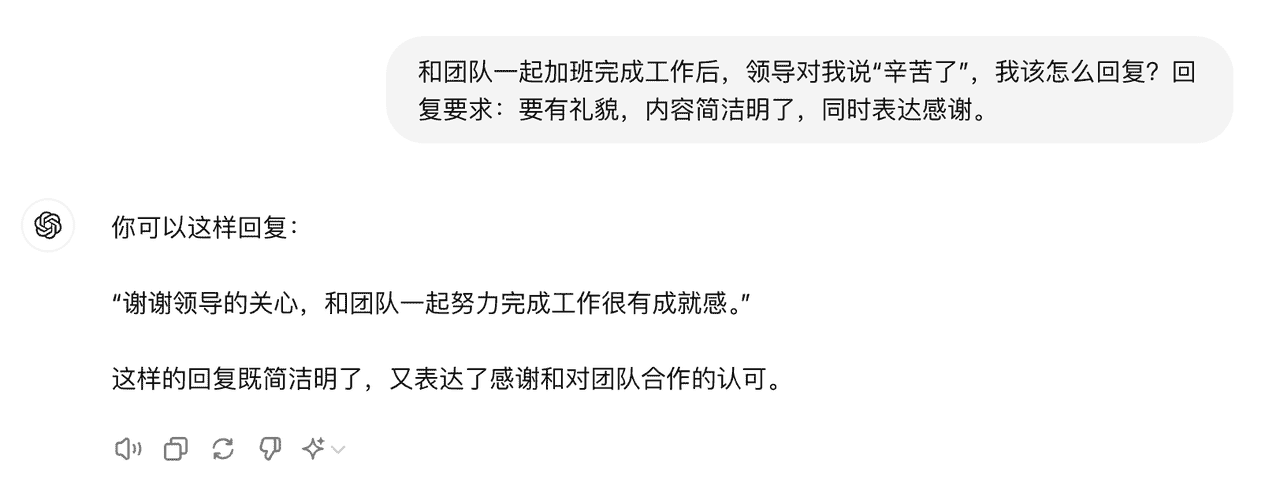 和团队一起加班完成工作后，领导对我说“辛苦了”，我该怎么回复？回
复要求：要有礼貌，内容简洁明了，同时表达感谢。
你可以这样回复：
“谢谢领导的关心，和团队一起努力完成工作很有成就感。”
这样的回复既简洁明了，又表达了感谢和对团队合作的认可。